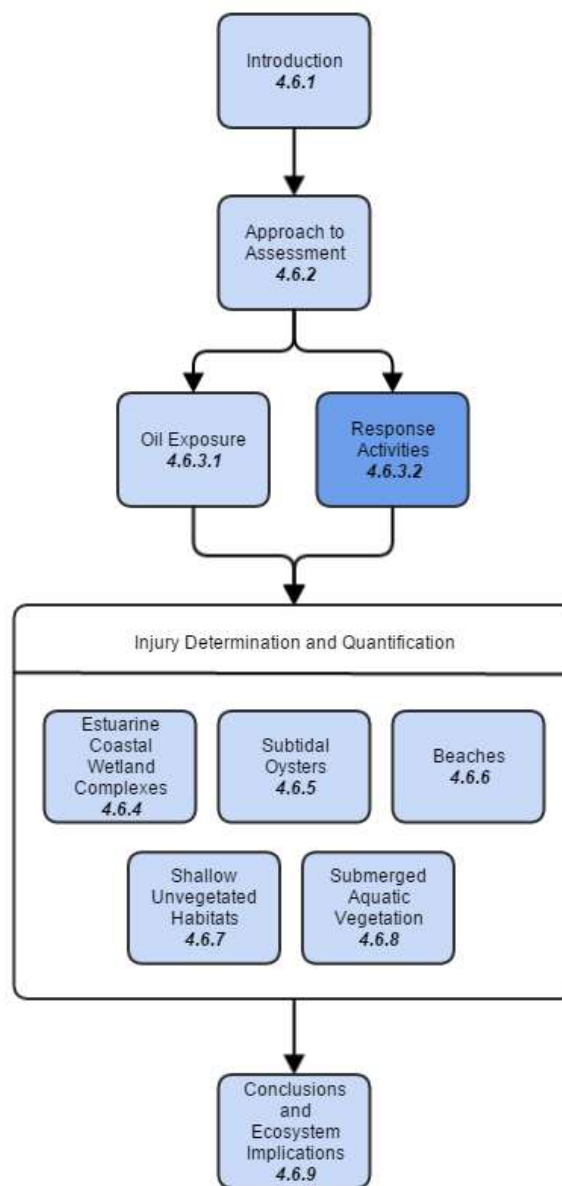 Introduction
4.6.1
Approach to
Assessment
4.6.2
Oil Exposure
4.6.3.1
Response
Activities
4.6.3.2
Injury Determination and Quantification
Estuarine
Coastal
Wetland
Complexes
4.6.4
Subtidal
Oysters
4.6.5
Beaches
4.6.6
Shallow
Unvegetated
Habitats
4.6.7
Submerged
Aquatic
Vegetation
4.6.8
Conclusions
and
Ecosystem
Implications
4.6.9